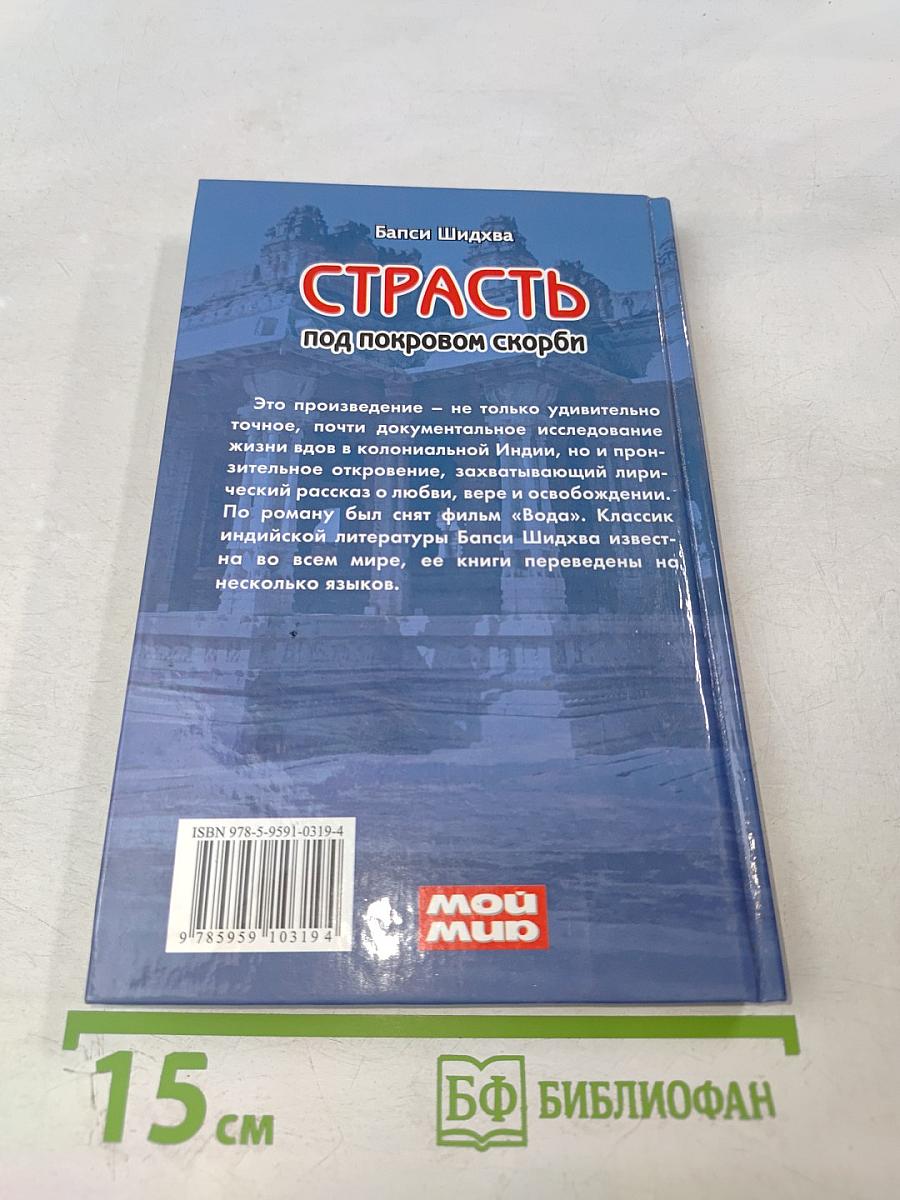 Бапси Шидхва
СТРАСТЬ
под покровом скорби
Это произведение – не только удивительно
точное, почти документальное исследование
жизни вдов в колониальной Индии, но и прон-
зительное откровение, захватывающий лири-
ческий рассказ о любви, вере и освобождении.
По роману был снят фильм «Вода». Классик
индийской литературы Бапси Шидхва извест-
на во всем мире, ее книги переведены на
несколько языков.
ISBN 978-5-9591-0319-4
9 785959 103194
мой
мир
15 см
БФ БИБЛИОФАН